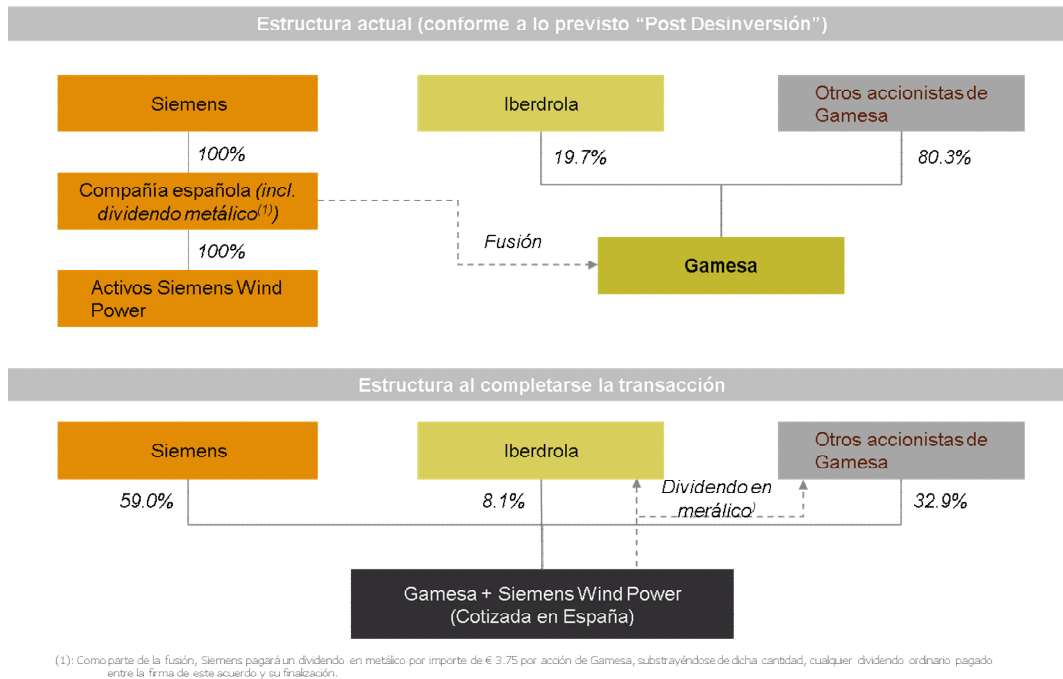 Estructura actual (conforme a lo previsto “Post Desinversión”)
Siemens
Iberdrola
Otros accionistas de
Gamesa
100%
19.7%
80.3%
Compañía española (incl.
dividendo metálico(1))
Fusión
100%
Gamesa
Activos Siemens Wind
Power
Estructura al completarse la transacción
Siemens
Iberdrola
Otros accionistas de
Gamesa
59.0%
8.1%
Dividendo en
merálico)
32.9%
Gamesa + Siemens Wind Power
(Cotizada en España)
(1): Como parte de la fusión, Siemens pagará un dividendo en metálico por importe de € 3.75 por acción de Gamesa, substrayéndose de dicha cantidad, cualquier dividendo ordinario pagado
entre la firma de este acuerdo y su finalización.